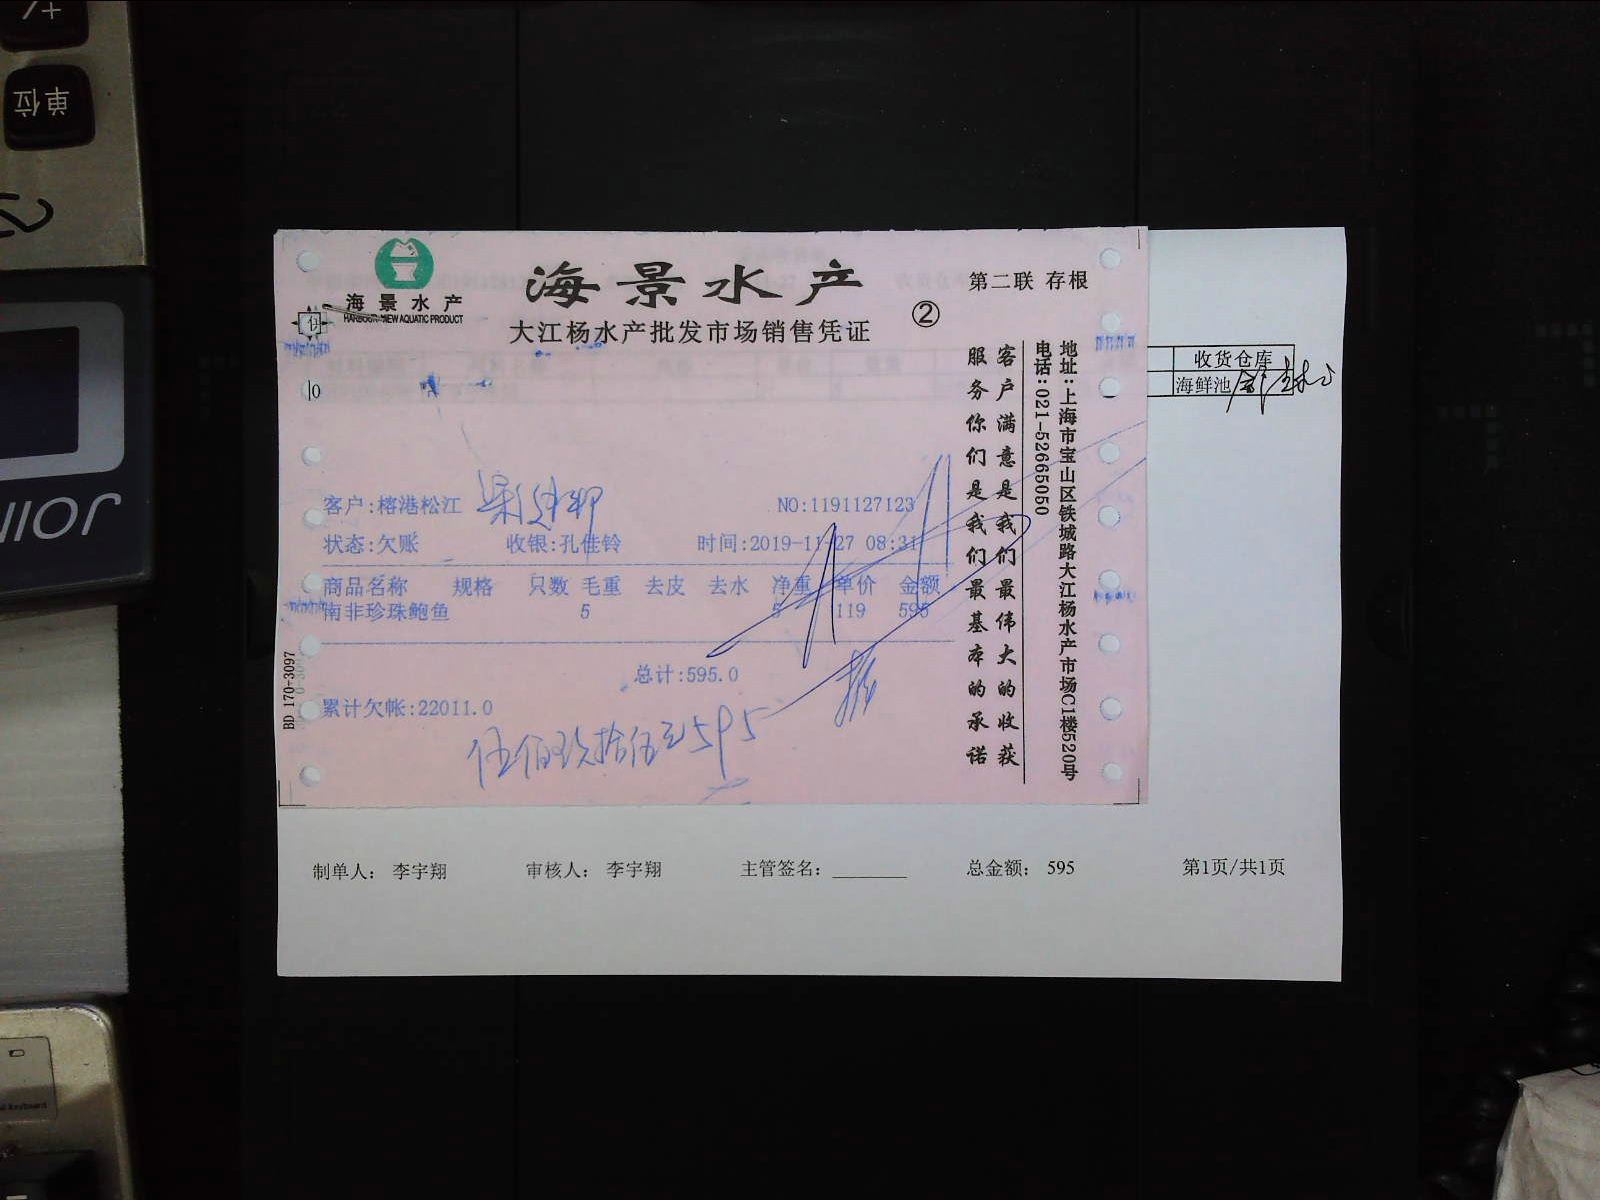 海景水产
HARBOUR VIEW AQUATIC PRODUCT
海景水产
大江杨水产批发市场销售凭证
②
第二联 存根
客户:榕港松江
NO:1191127123
状态:欠账 收银:孔佳铃 时间:2019-11-27 08:31
商品名称 规格 只数 毛重 去皮 去水 净重 单价 金额
南非珍珠鲍鱼 5 5 119 595
总计:595.0
累计欠帐:22011.0
伍佰玖拾伍元595
地址:上海市宝山区铁城路大江杨水产市场C1楼520号
电话:021-52665050
客户满意是我们最伟大的收获
服务你们是我们最基本的承诺
BD 170-3097
收货仓库
海鲜池
制单人: 李宇翔 审核人: 李宇翔 主管签名: 总金额: 595 第1页/共1页
单位